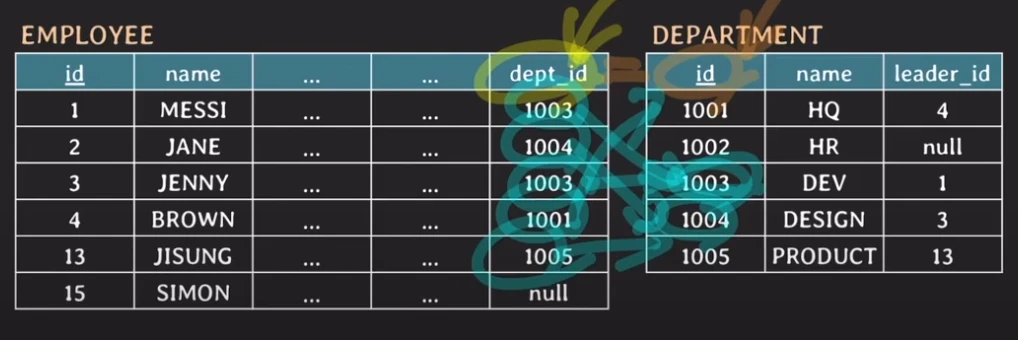 EMPLOYEE
id name ... ... dept_id
1 MESSI ... ... 1003
2 JANE ... ... 1004
3 JENNY ... ... 1003
4 BROWN ... ... 1001
13 JISUNG ... ... 1005
15 SIMON ... ... null
DEPARTMENT
id name leader_id
1001 HQ 4
1002 HR null
1003 DEV 1
1004 DESIGN 3
1005 PRODUCT 13